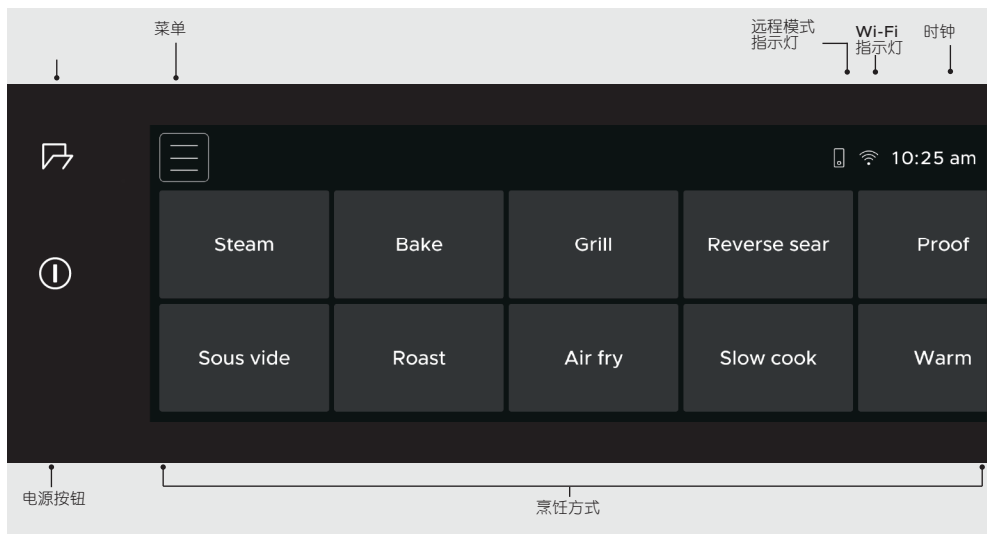 菜单
远程模式
指示灯
Wi-Fi
指示灯
时钟
10:25 am
Steam Bake Grill Reverse sear Proof
Sous vide Roast Air fry Slow cook Warm
电源按钮
烹饪方式